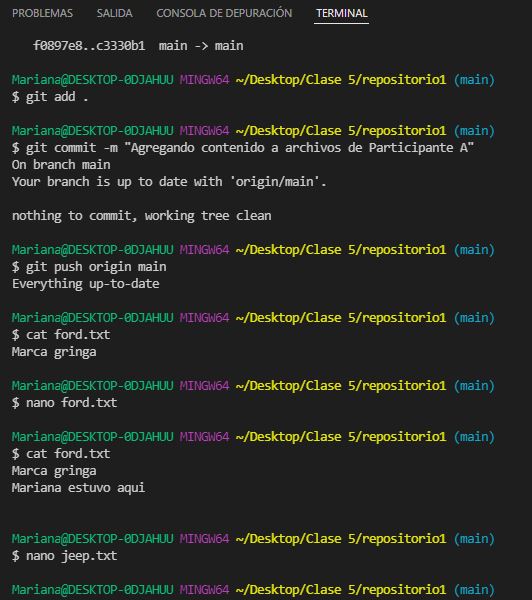 PROBLEMAS SALIDA CONSOLA DE DEPURACIÓN TERMINAL
f0897e8..c3330b1  main -> main
Mariana@DESKTOP-0DJAHUU MINGW64 ~/Desktop/Clase 5/repositorio1 (main)
$ git add .
Mariana@DESKTOP-0DJAHUU MINGW64 ~/Desktop/Clase 5/repositorio1 (main)
$ git commit -m "Agregando contenido a archivos de Participante A"
On branch main
Your branch is up to date with 'origin/main'.
nothing to commit, working tree clean
Mariana@DESKTOP-0DJAHUU MINGW64 ~/Desktop/Clase 5/repositorio1 (main)
$ git push origin main
Everything up-to-date
Mariana@DESKTOP-0DJAHUU MINGW64 ~/Desktop/Clase 5/repositorio1 (main)
$ cat ford.txt
Marca gringa
Mariana@DESKTOP-0DJAHUU MINGW64 ~/Desktop/Clase 5/repositorio1 (main)
$ nano ford.txt
Mariana@DESKTOP-0DJAHUU MINGW64 ~/Desktop/Clase 5/repositorio1 (main)
$ cat ford.txt
Marca gringa
Mariana estuvo aqui
Mariana@DESKTOP-0DJAHUU MINGW64 ~/Desktop/Clase 5/repositorio1 (main)
$ nano jeep.txt
Mariana@DESKTOP-0DJAHUU MINGW64 ~/Desktop/Clase 5/repositorio1 (main)